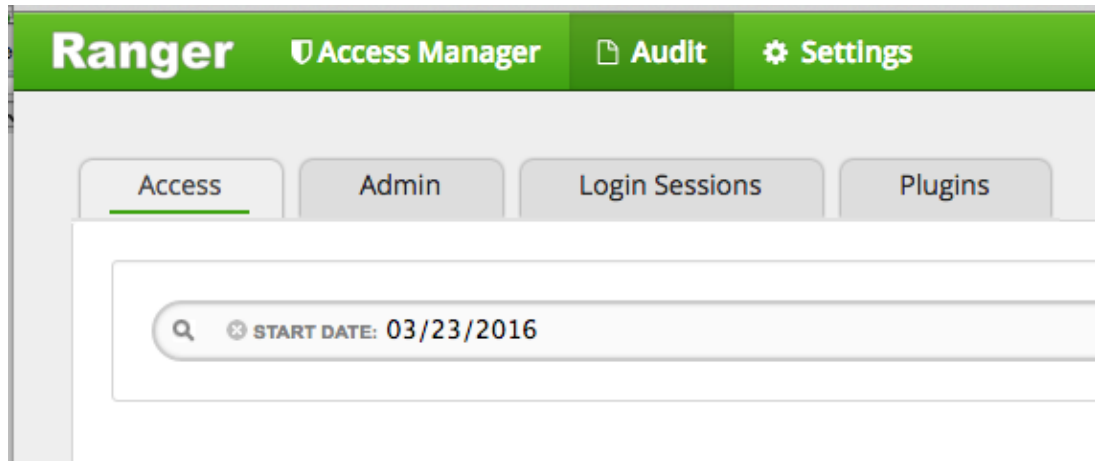 Ranger Access Manager Audit Settings
Access Admin Login Sessions Plugins
START DATE: 03/23/2016